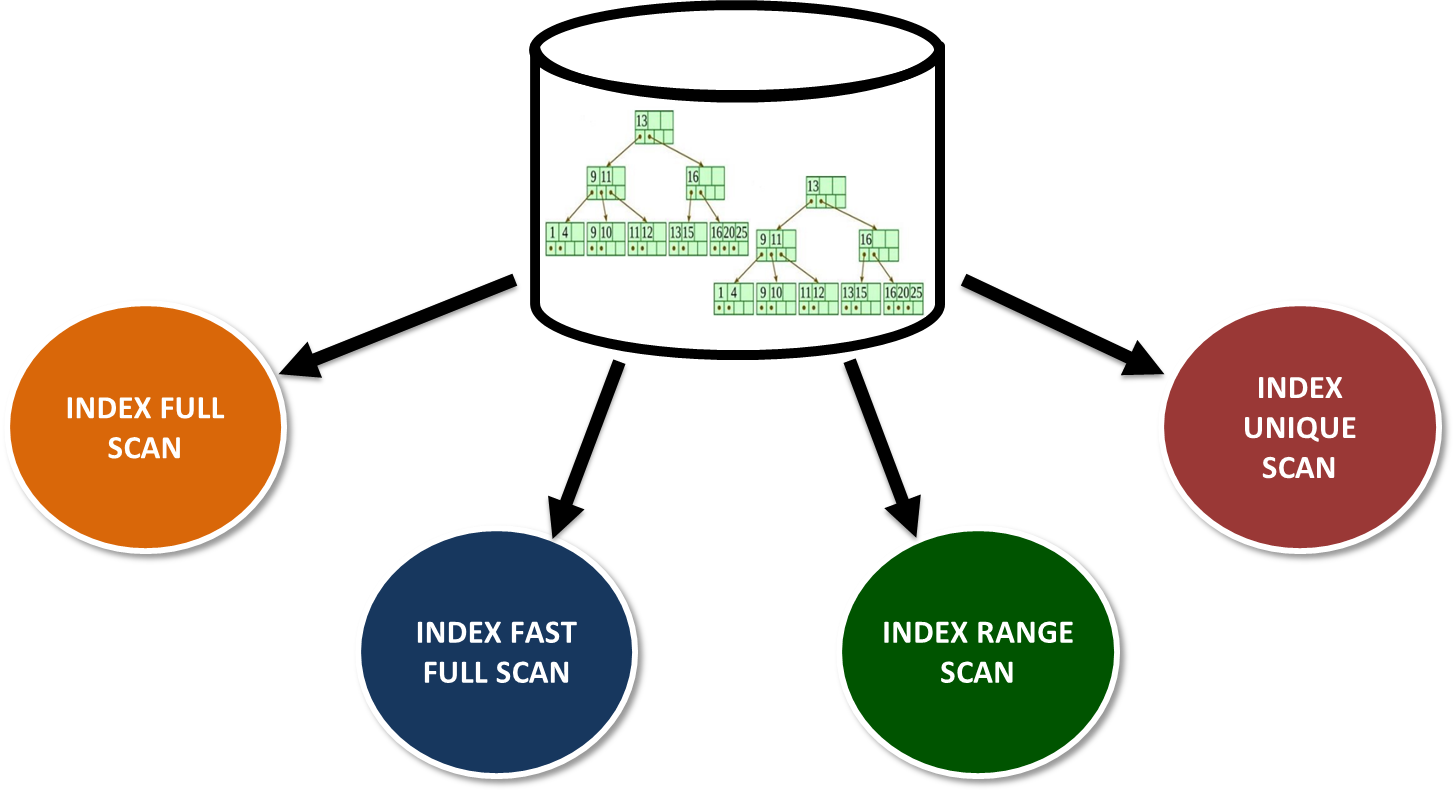 13
9 11
16
1 4 9 10 11 12 13 15 16 20 25
13
9 11
16
1 4 9 10 11 12 13 15 16 20 25
INDEX FULL
SCAN
INDEX
UNIQUE
SCAN
INDEX FAST
FULL SCAN
INDEX RANGE
SCAN